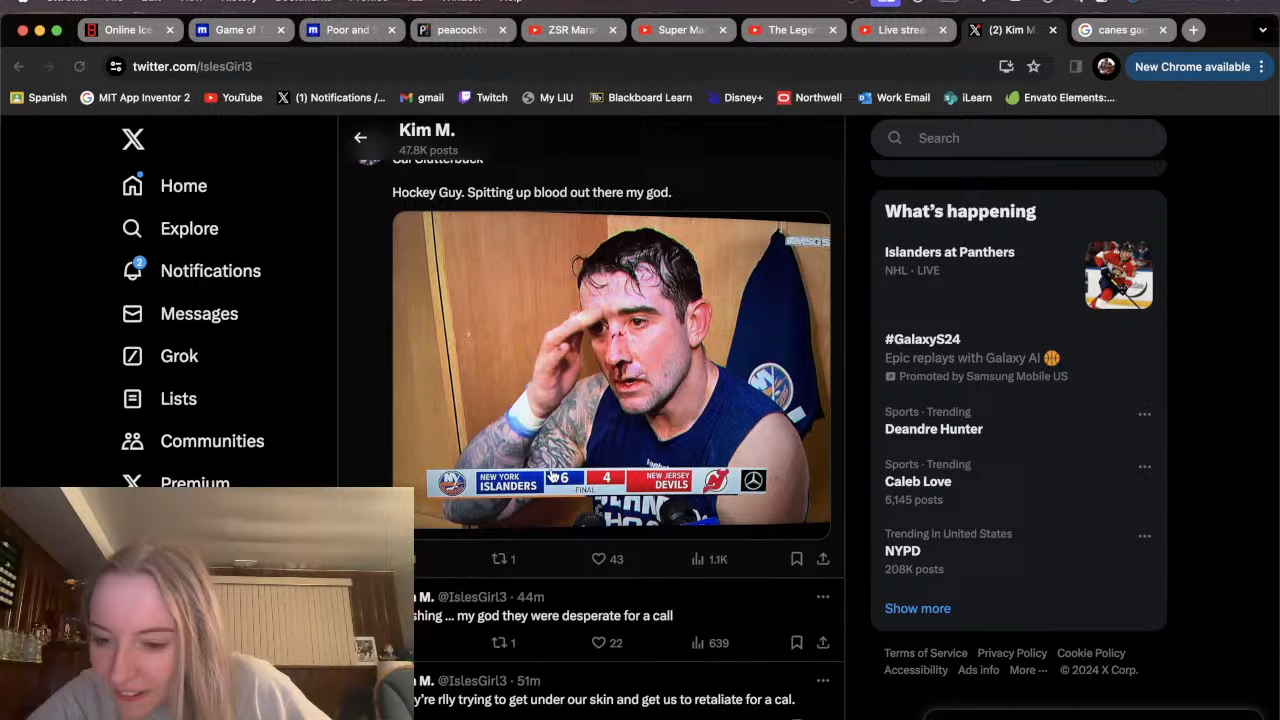 Online Ice
Game of T
Poor and
peacockt
ZSR Mara
Super Ma
The Leger
Live strea
(2) Kim M.
canes ga
twitter.com/IslesGirl3
New Chrome available
Spanish
MIT App Inventor 2
YouTube
(1) Notifications /...
gmail
Twitch
My LIU
Blackboard Learn
Disney+
Northwell
Work Email
iLearn
Envato Elements:...
Kim M.
47.8K posts
Search
Home
Explore
2
Notifications
Messages
Grok
Lists
Communities
Premium
Cal Clutterbuck
Hockey Guy. Spitting up blood out there my god.
NEW YORK
ISLANDERS
6
4
NEW JERSEY
DEVILS
FINAL
1
43
1.1K
M. @IslesGirl3 · 44m
shing ... my god they were desperate for a call
1
22
639
M. @IslesGirl3 · 51m
y're rlly trying to get under our skin and get us to retaliate for a cal.
What's happening
Islanders at Panthers
NHL · LIVE
#GalaxyS24
Epic replays with Galaxy AI
Promoted by Samsung Mobile US
Sports · Trending
Deandre Hunter
Sports · Trending
Caleb Love
6,145 posts
Trending in United States
NYPD
208K posts
Show more
Terms of Service Privacy Policy Cookie Policy
Accessibility Ads info More ··· © 2024 X Corp.